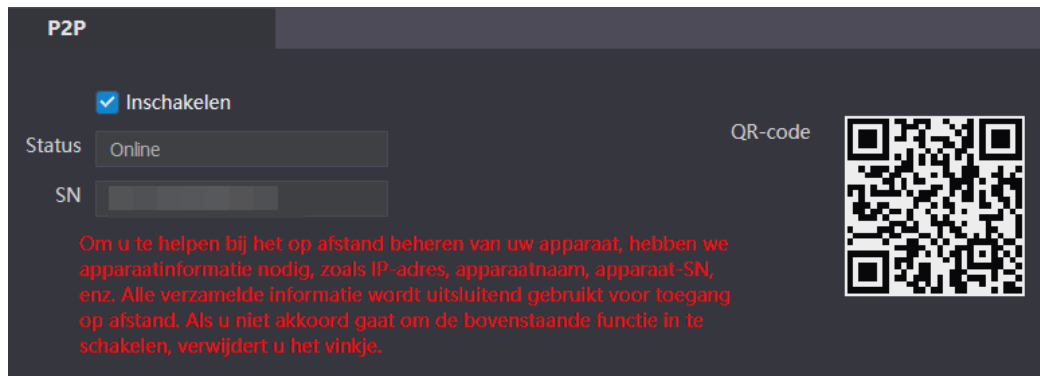 P2P
Inschakelen
Status Online
QR-code
SN
Om u te helpen bij het op afstand beheren van uw apparaat, hebben we
apparaatinformatie nodig, zoals IP-adres, apparaatnaam, apparaat-SN,
enz. Alle verzamelde informatie wordt uitsluitend gebruikt voor toegang
op afstand. Als u niet akkoord gaat om de bovenstaande functie in te
schakelen, verwijdert u het vinkje.